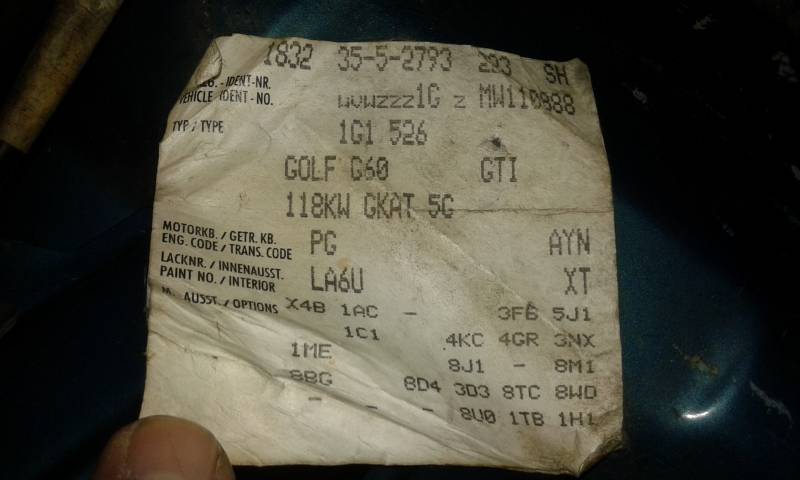 1832 35-5-2793 293 SH
-IDENT-NR.
VEHICLE IDENT-NO. WVWZZZ1G Z MW110988
TYP / TYPE 1G1 526
GOLF G60 GTI
118KW GKAT 5G
MOTORKB. / GETR. KB.
ENG. CODE / TRANS. CODE PG AYN
LACKNR. / INNENAUSST.
PAINT NO. / INTERIOR LA6U XT
M. AUSST. / OPTIONS X4B 1AC - 3FB 5J1
1C1 4KC 4GR 3NX
1ME 8J1 - 8M1
8BG 8D4 3D3 8TC 8WD
- - - 8U0 1TB 1H1